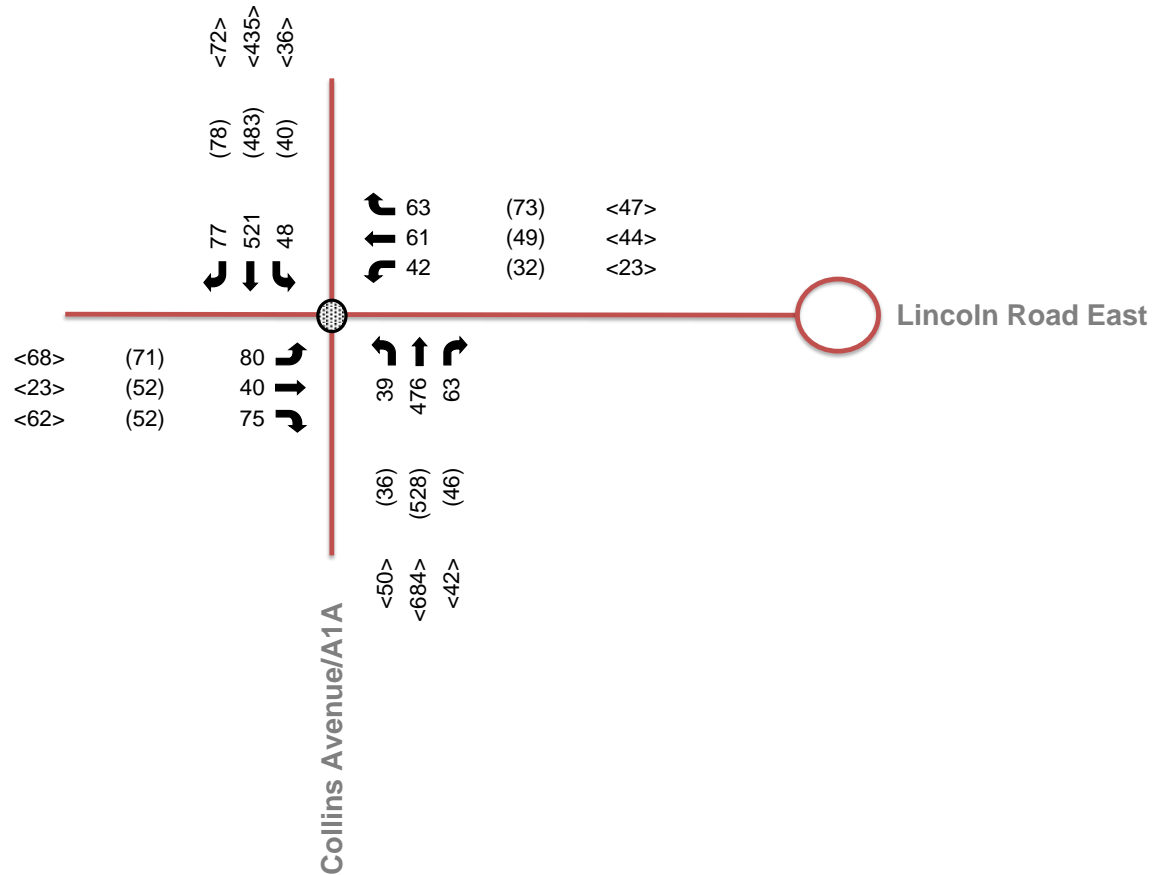 <72> <435> <36>
(78) (483) (40)
77 521 48
63 (73) <47>
61 (49) <44>
42 (32) <23>
Lincoln Road East
<68> (71) 80
<23> (52) 40
<62> (52) 75
39 476 63
(36) (528) (46)
<50> <684> <42>
Collins Avenue/A1A